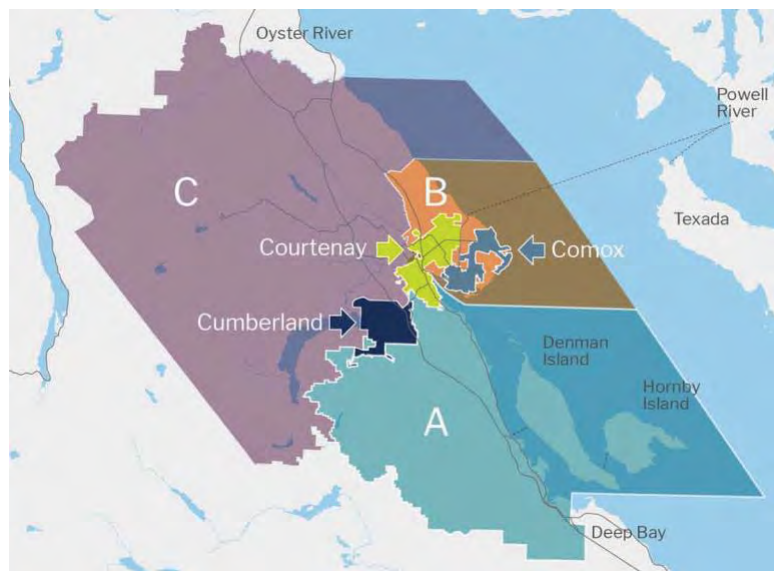 Oyster River
Powell
River
C
B
Texada
Courtenay
Comox
Cumberland
Denman
Island
Hornby
Island
A
Deep Bay